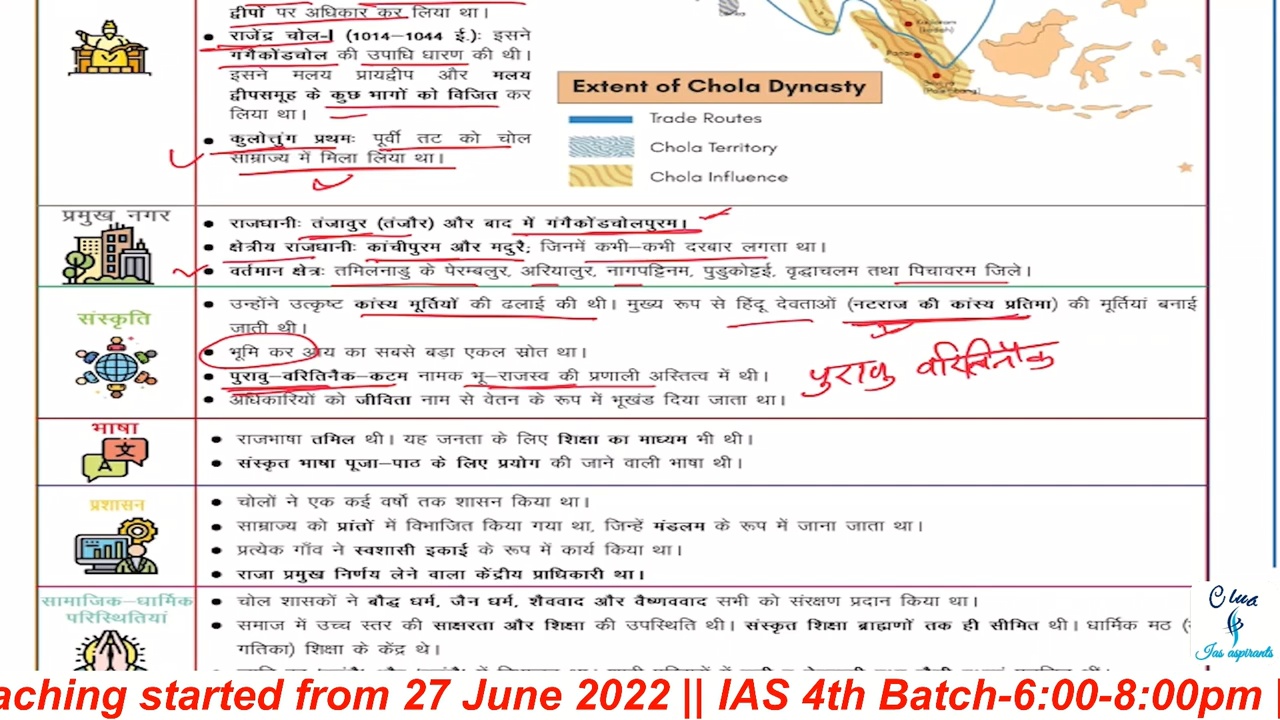 द्वीपों पर अधिकार कर लिया था।
राजेंद्र चोल-I (1014–1044 ई.): इसने
गंगैकोंडचोल की उपाधि धारण की थी।
इसने मलय प्रायद्वीप और मलय
द्वीपसमूह के कुछ भागों को विजित कर
लिया था।
कुलोत्तुंग प्रथमः पूर्वी तट को चोल
साम्राज्य में मिला लिया था।
Extent of Chola Dynasty
Trade Routes
Chola Territory
Chola Influence
प्रमुख नगर
राजधानीः तंजावुर (तंजौर) और बाद में गंगैकोंडचोलपुरम।
क्षेत्रीय राजधानीः कांचीपुरम और मदुरै; जिनमें कभी–कभी दरबार लगता था।
वर्तमान क्षेत्रः तमिलनाडु के पेरम्बलुर, अरियालुर, नागपट्टिनम, पुडुकोट्टई, वृद्धाचलम तथा पिचावरम जिले।
संस्कृति
उन्होंने उत्कृष्ट कांस्य मूर्तियों की ढलाई की थी। मुख्य रूप से हिंदू देवताओं (नटराज की कांस्य प्रतिमा) की मूर्तियां बनाई
जाती थी।
भूमि कर आय का सबसे बड़ा एकल स्रोत था।
पुरावु–वरितिनैक–कटम नामक भू–राजस्व की प्रणाली अस्तित्व में थी।
पुरावु वरितिनैक
अधिकारियों को जीविता नाम से वेतन के रूप में भूखंड दिया जाता था।
भाषा
राजभाषा तमिल थी। यह जनता के लिए शिक्षा का माध्यम भी थी।
संस्कृत भाषा पूजा–पाठ के लिए प्रयोग की जाने वाली भाषा थी।
प्रशासन
चोलों ने एक कई वर्षो तक शासन किया था।
साम्राज्य को प्रांतों में विभाजित किया गया था, जिन्हें मंडलम के रूप में जाना जाता था।
प्रत्येक गाँव ने स्वशासी इकाई के रूप में कार्य किया था।
राजा प्रमुख निर्णय लेने वाला केंद्रीय प्राधिकारी था।
सामाजिक–धार्मिक
परिस्थितियां
चोल शासकों ने बौद्ध धर्म, जैन धर्म, शैववाद और वैष्णववाद सभी को संरक्षण प्रदान किया था।
समाज में उच्च स्तर की साक्षरता और शिक्षा की उपस्थिति थी। संस्कृत शिक्षा ब्राह्मणों तक ही सीमित थी। धार्मिक मठ
गतिका) शिक्षा के केंद्र थे।
Ias aspirants
aching started from 27 June 2022 || IAS 4th Batch-6:00-8:00pm |